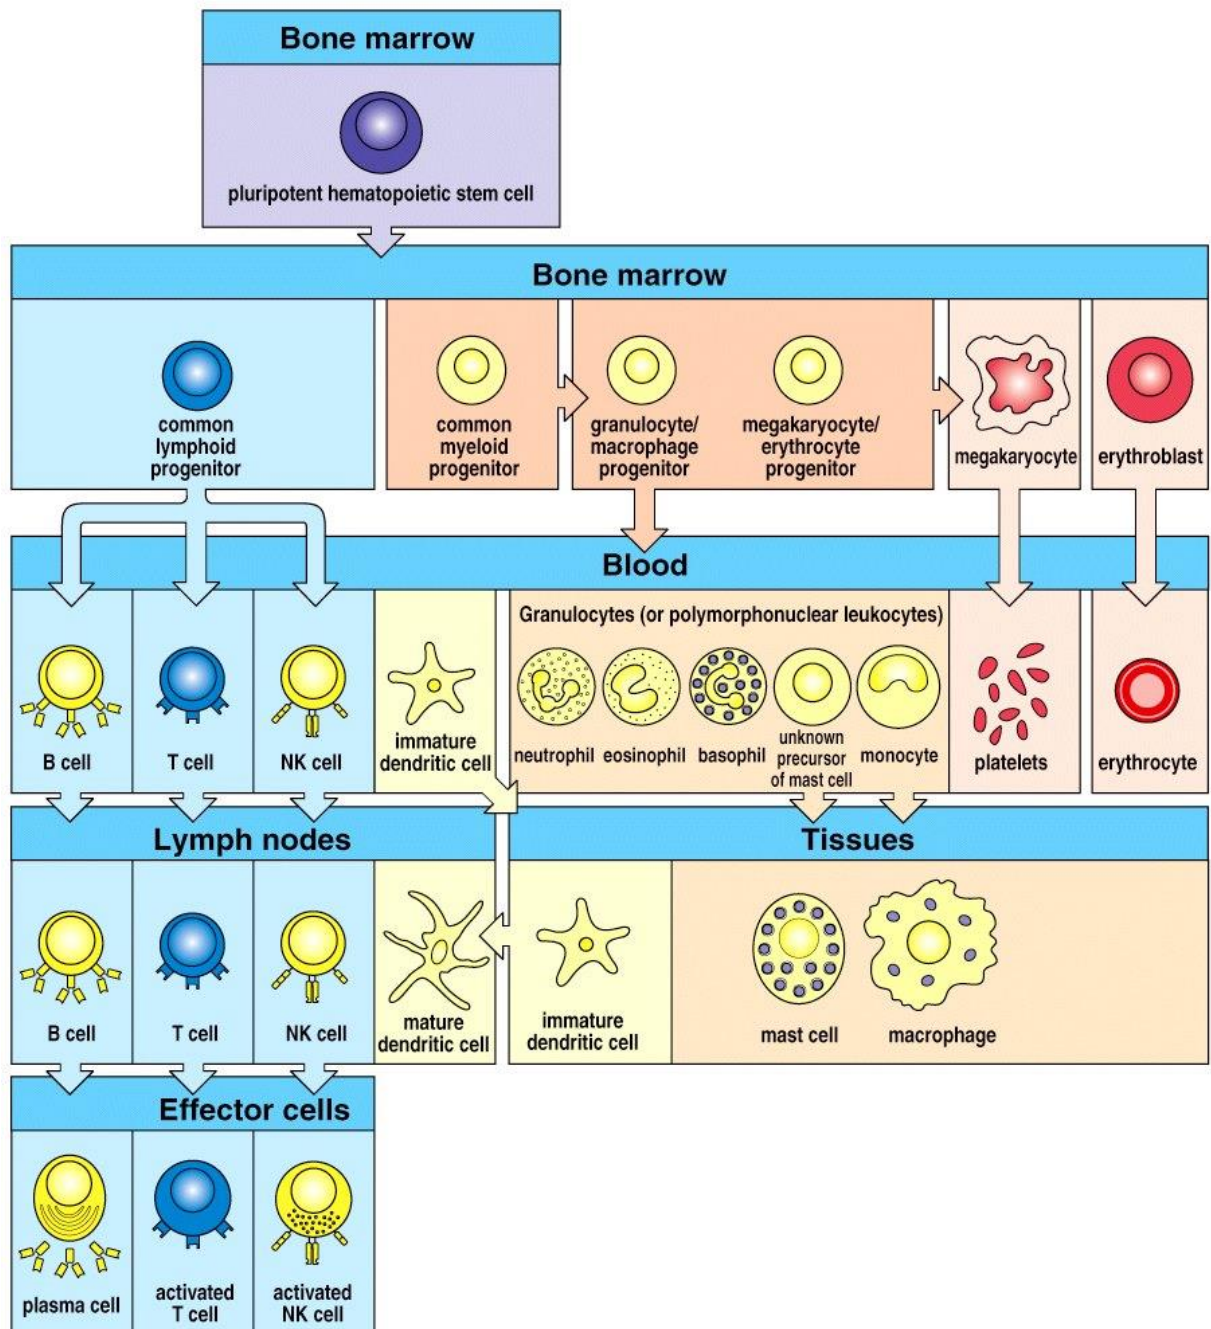 Bone marrow
pluripotent hematopoietic stem cell
Bone marrow
common
lymphoid
progenitor
common
myeloid
progenitor
granulocyte/
macrophage
progenitor
megakaryocyte/
erythrocyte
progenitor
megakaryocyte
erythroblast
Blood
B cell
T cell
NK cell
immature
dendritic cell
Granulocytes (or polymorphonuclear leukocytes)
neutrophil
eosinophil
basophil
unknown
precursor
of mast cell
monocyte
platelets
erythrocyte
Lymph nodes
B cell
T cell
NK cell
mature
dendritic cell
Tissues
immature
dendritic cell
mast cell
macrophage
Effector cells
plasma cell
activated
T cell
activated
NK cell